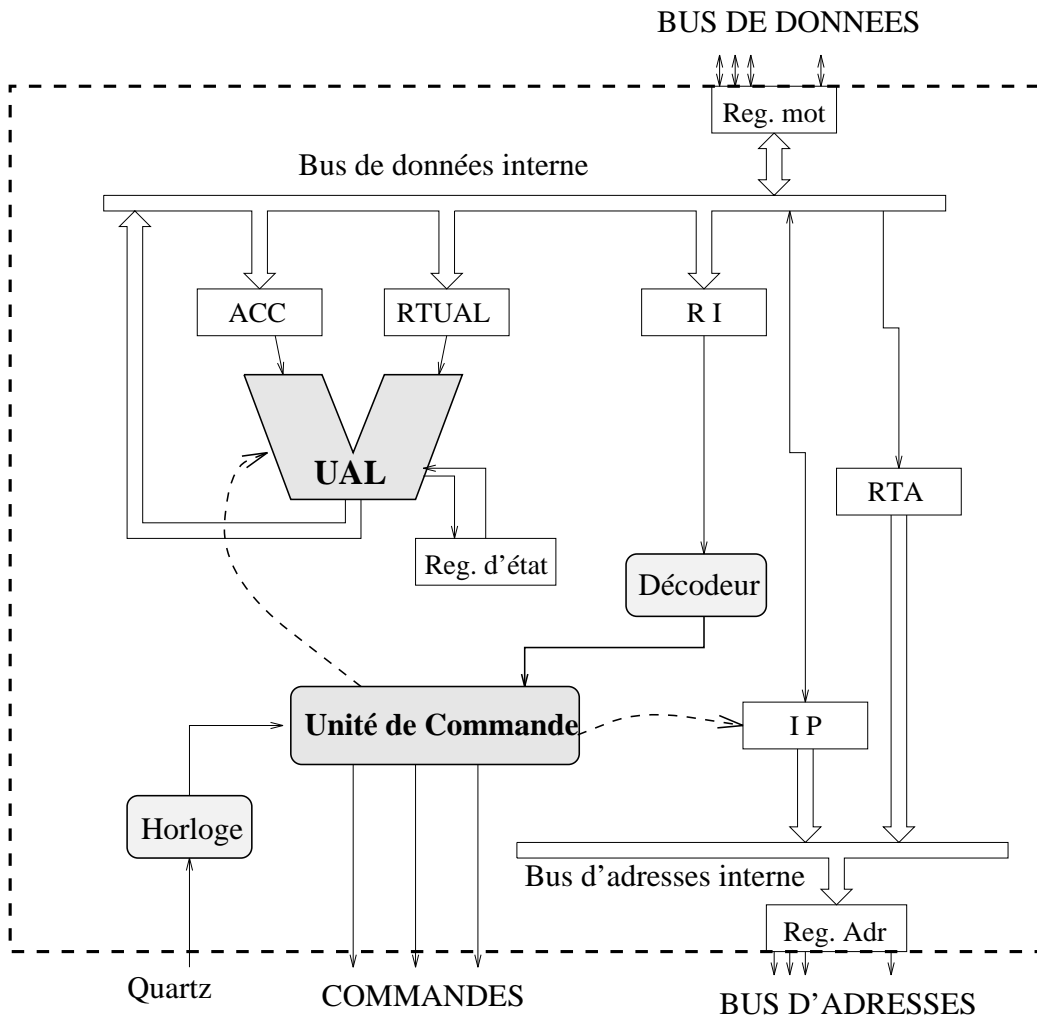 BUS DE DONNEES
Reg. mot
Bus de données interne
ACC
RTUAL
R I
UAL
RTA
Reg. d'état
Décodeur
Unité de Commande
I P
Horloge
Bus d'adresses interne
Reg. Adr
Quartz
COMMANDES
BUS D'ADRESSES